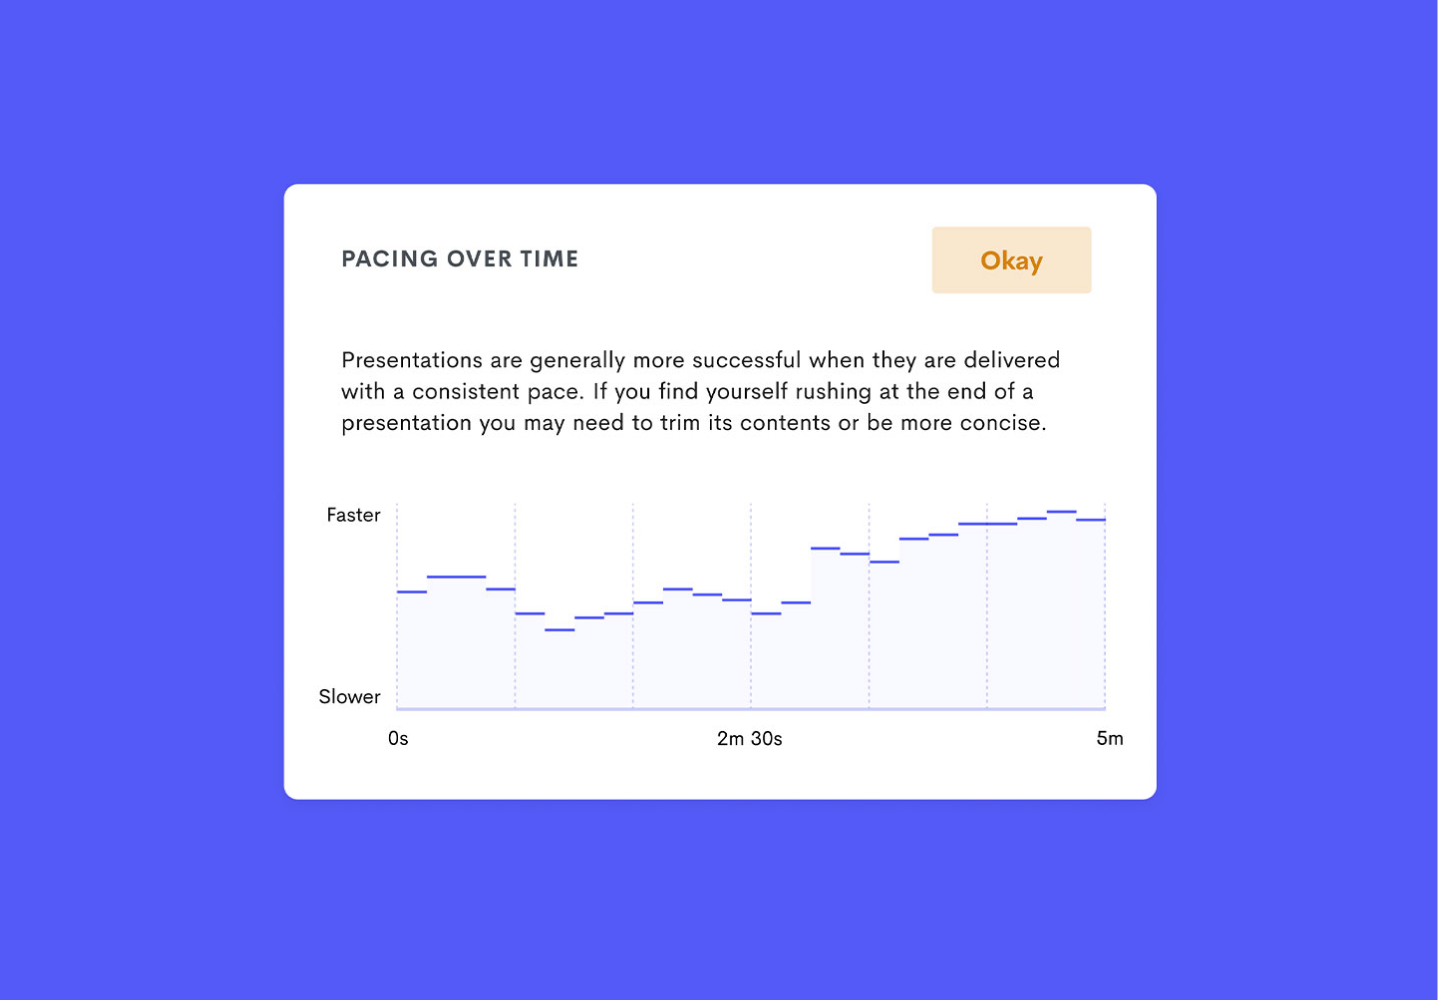 PACING OVER TIME
Okay
Presentations are generally more successful when they are delivered
with a consistent pace. If you find yourself rushing at the end of a
presentation you may need to trim its contents or be more concise.
Faster
Slower
0s
2m 30s
5m